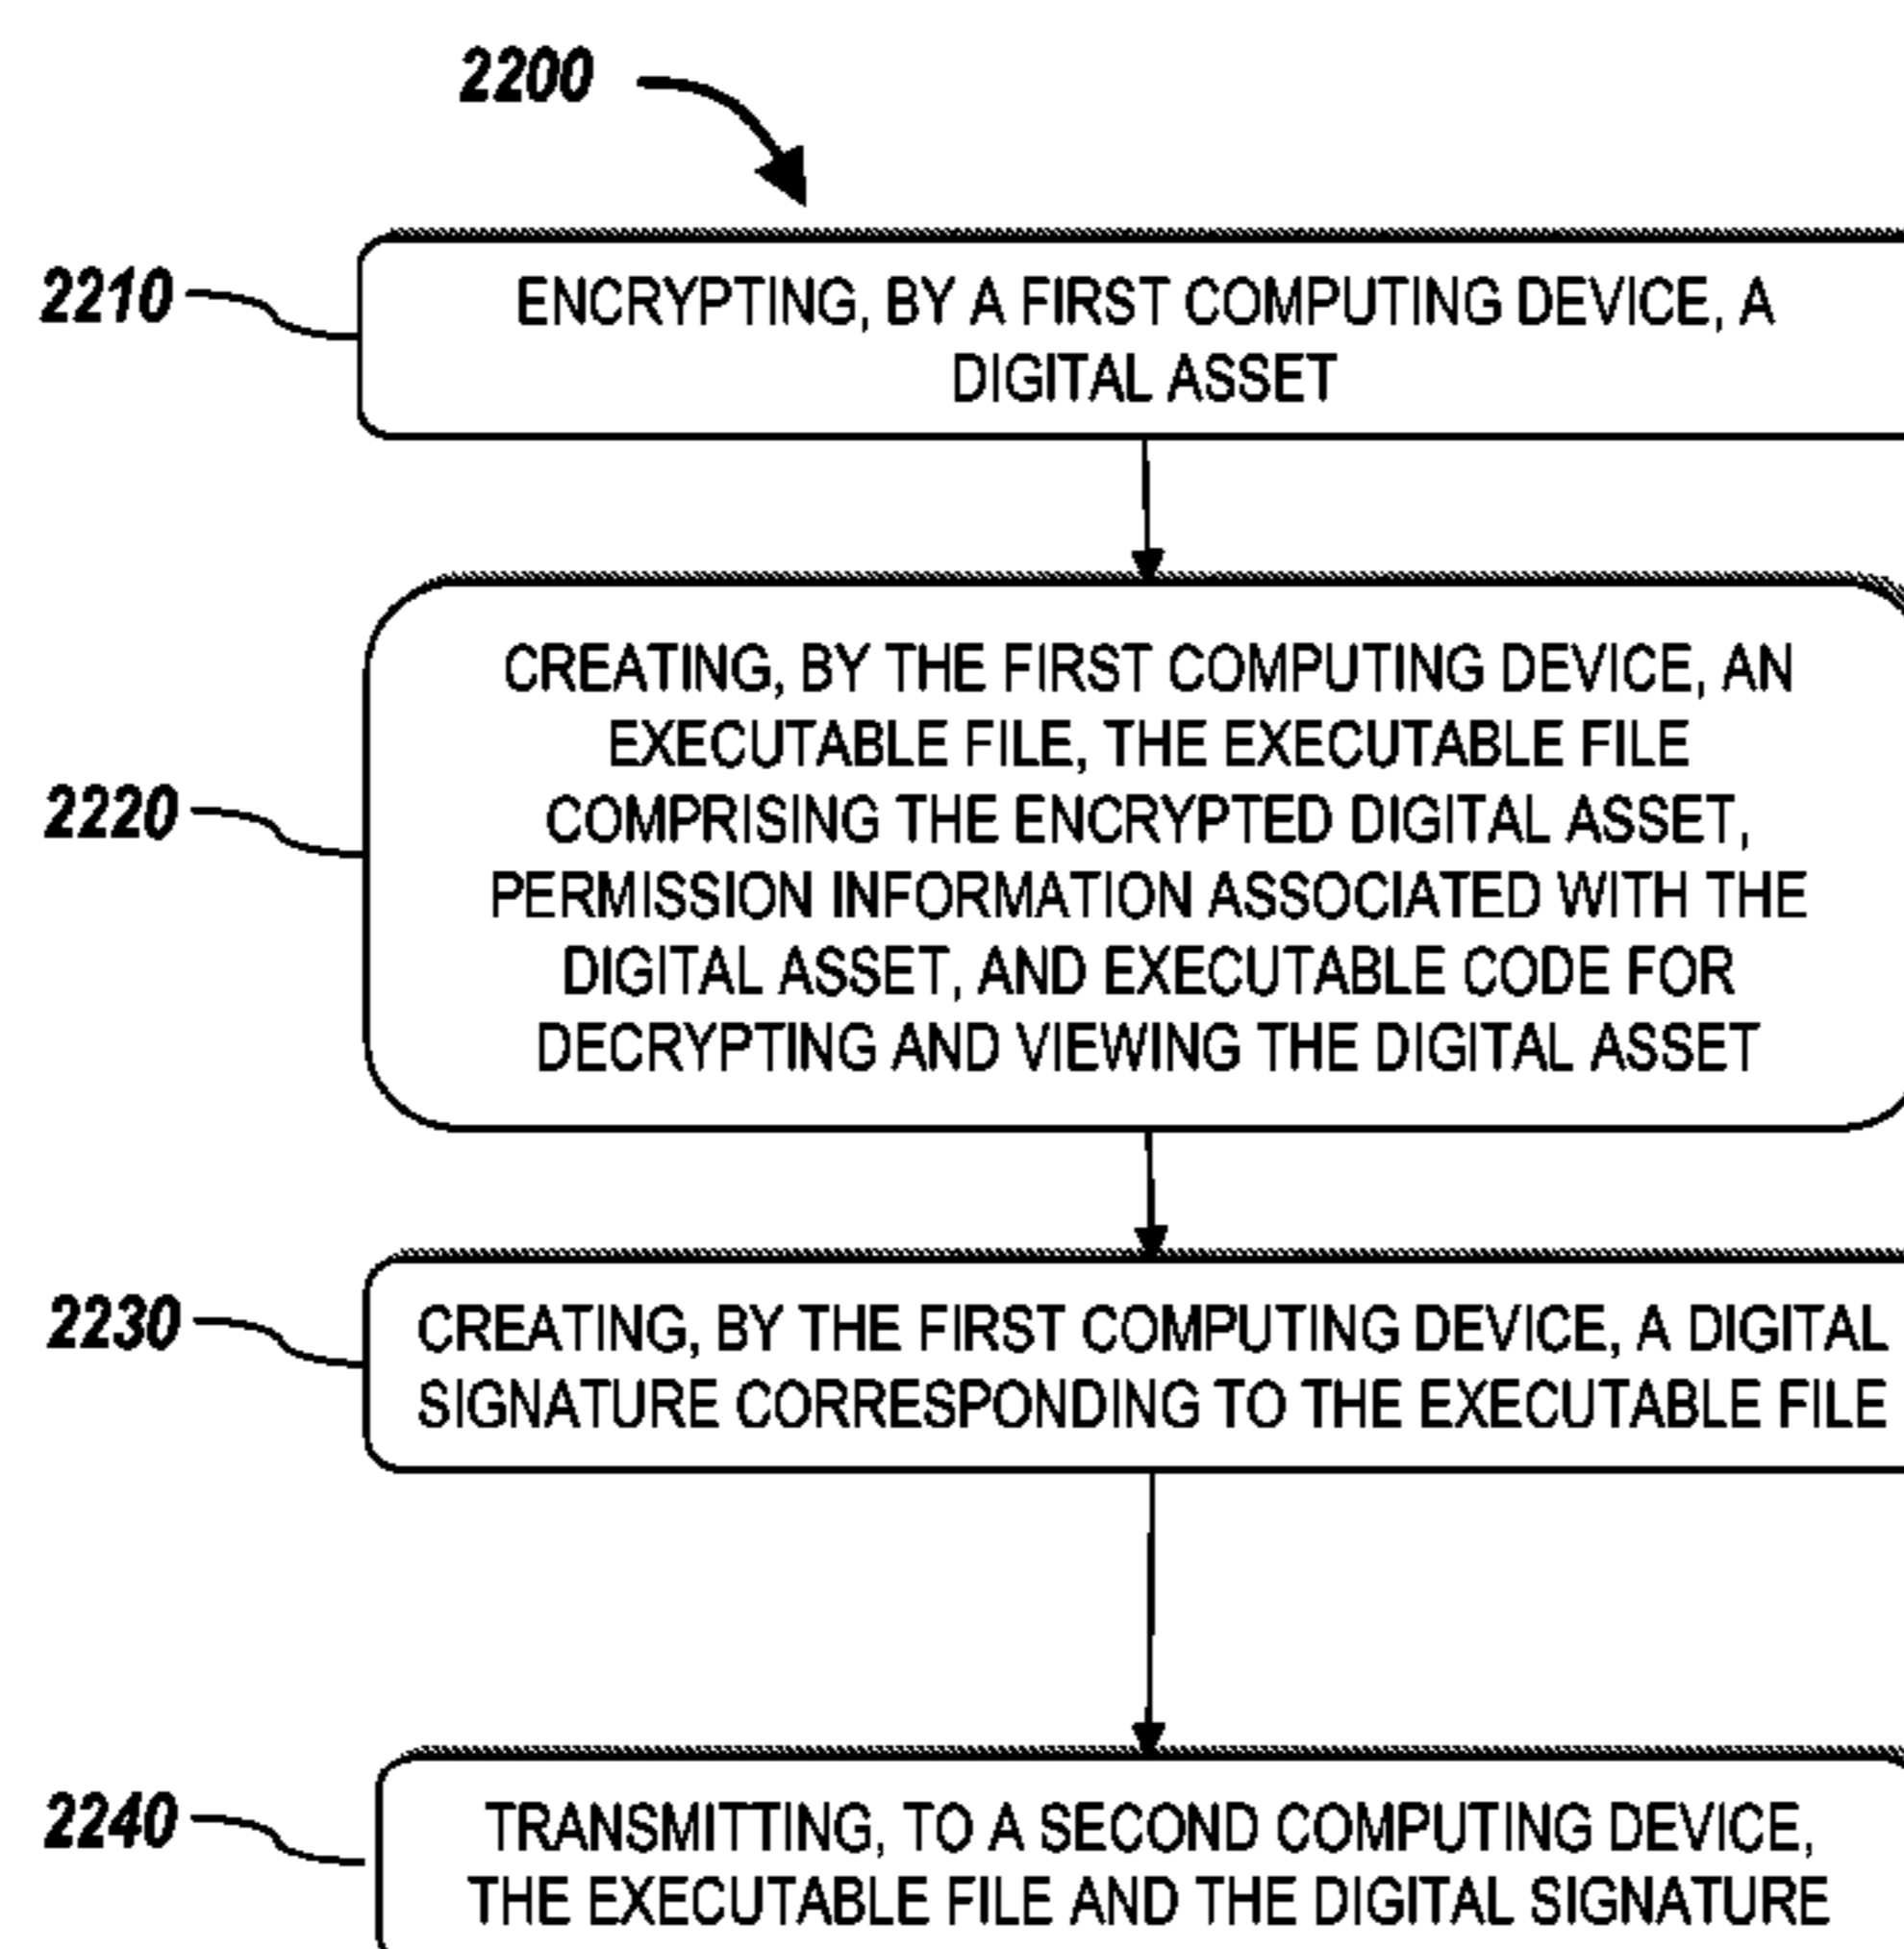 2200
2210
ENCRYPTING, BY A FIRST COMPUTING DEVICE, A
DIGITAL ASSET
2220
CREATING, BY THE FIRST COMPUTING DEVICE, AN
EXECUTABLE FILE, THE EXECUTABLE FILE
COMPRISING THE ENCRYPTED DIGITAL ASSET,
PERMISSION INFORMATION ASSOCIATED WITH THE
DIGITAL ASSET, AND EXECUTABLE CODE FOR
DECRYPTING AND VIEWING THE DIGITAL ASSET
2230
CREATING, BY THE FIRST COMPUTING DEVICE, A DIGITAL
SIGNATURE CORRESPONDING TO THE EXECUTABLE FILE
2240
TRANSMITTING, TO A SECOND COMPUTING DEVICE,
THE EXECUTABLE FILE AND THE DIGITAL SIGNATURE